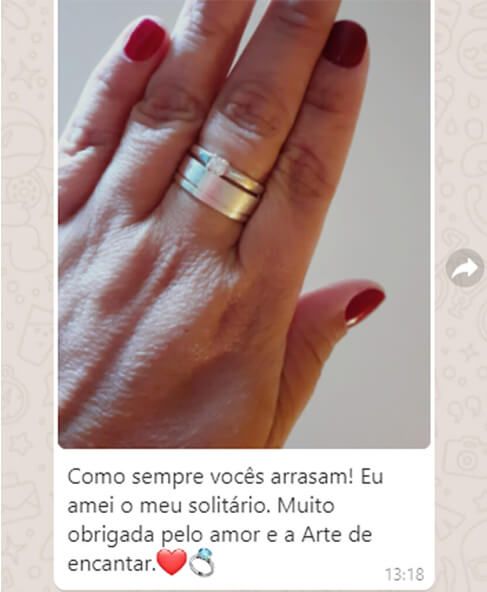 Como sempre vocês arrasam! Eu
amei o meu solitário. Muito
obrigada pelo amor e a Arte de
encantar.❤️💍
13:18